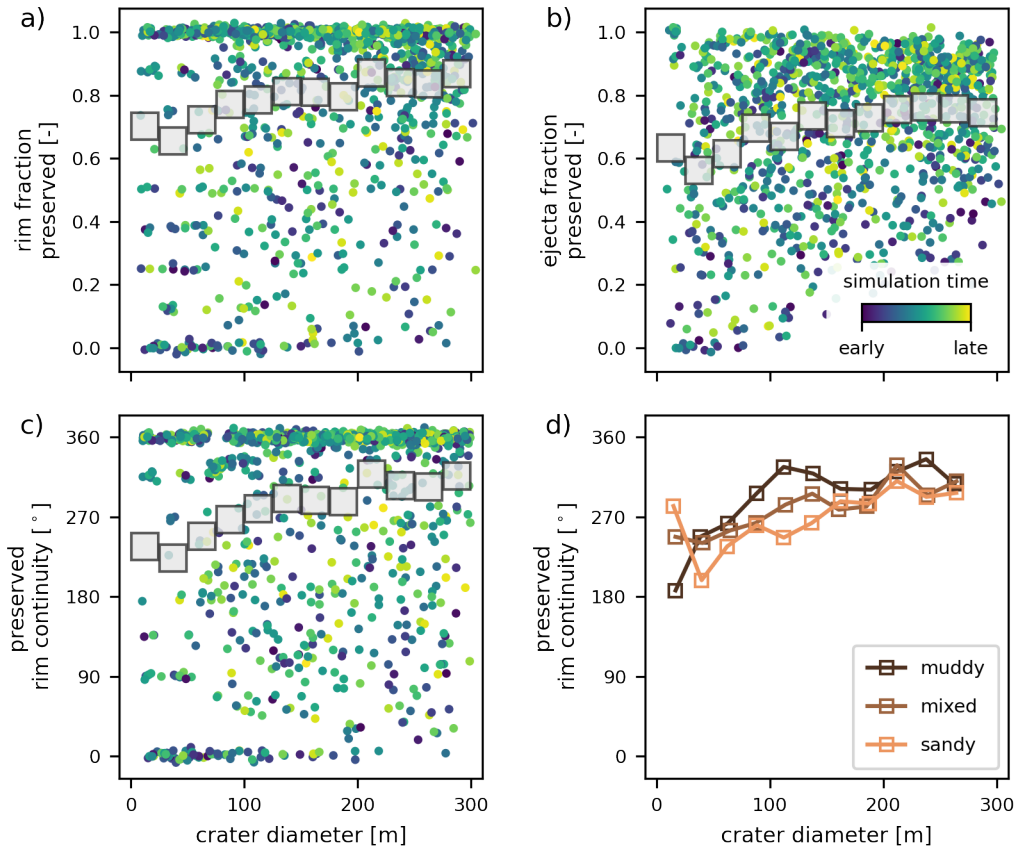 a)
1.0
0.8
0.6
0.4
0.2
0.0
rim fraction
preserved [-]
b)
1.0
0.8
0.6
0.4
0.2
0.0
ejecta fraction
preserved [-]
simulation time
early
late
c)
360
270
180
90
0
preserved
rim continuity [°]
0
100
200
300
crater diameter [m]
d)
360
270
180
90
0
preserved
rim continuity [°]
muddy
mixed
sandy
0
100
200
300
crater diameter [m]